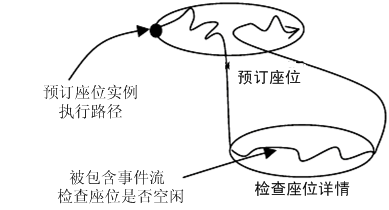 预订座位
预订座位实例
执行路径
被包含事件流
检查座位是否空闲
检查座位详情